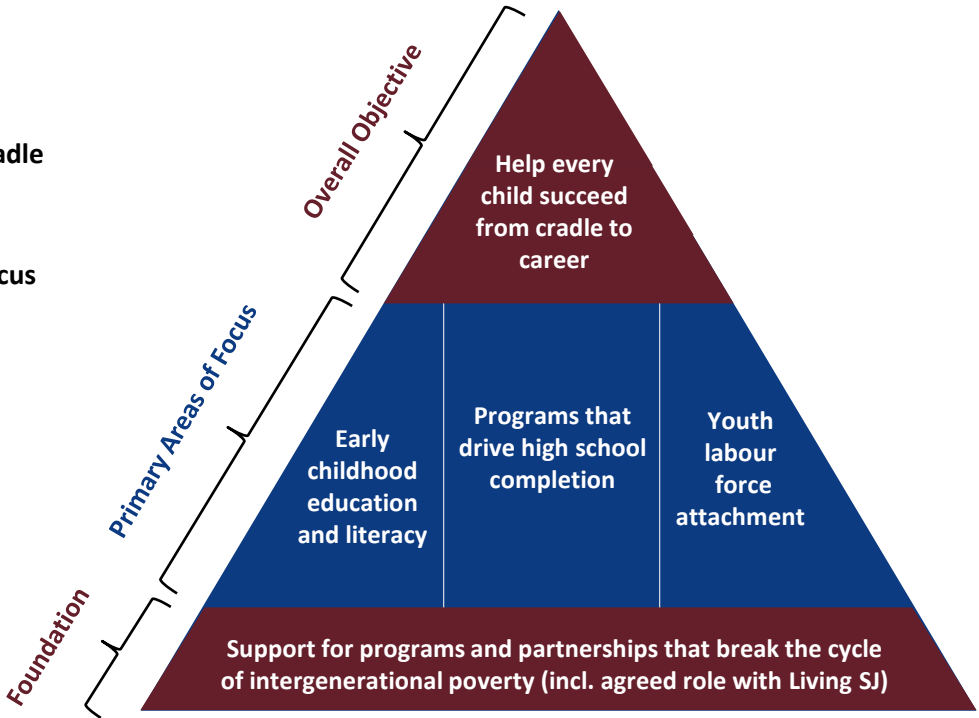 adle
cus
Overall Objective
Help every
child succeed
from cradle to
career
Primary Areas of Focus
Early
childhood
education
and literacy
Programs that
drive high school
completion
Youth
labour
force
attachment
Foundation
Support for programs and partnerships that break the cycle
of intergenerational poverty (incl. agreed role with Living SJ)